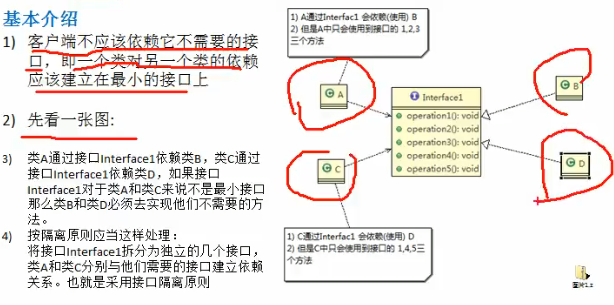 基本介绍
1) 客户端不应该依赖它不需要的接
口，即一个类对另一个类的依赖
应该建立在最小的接口上
2) 先看一张图:
3) 类A通过接口Interface1依赖类B，类C通过
接口Interface1依赖类D，如果接口
Interface1对于类A和类C来说不是最小接口
那么类B和类D必须去实现他们不需要的方
法。
4) 按隔离原则应当这样处理：
将接口Interface1拆分为独立的几个接口，
类A和类C分别与他们需要的接口建立依赖
关系。也就是采用接口隔离原则
1) A通过Interfac1 会依赖(使用) B
2) 但是A中只会使用到接口的 1,2,3
三个方法
C A
I Interface1
operation1(): void
operation2(): void
operation3(): void
operation4(): void
operation5(): void
C B
C C
C D
1) C通过Interfac1 会依赖(使用) D
2) 但是C中只会使用到接口的 1,4,5三
个方法